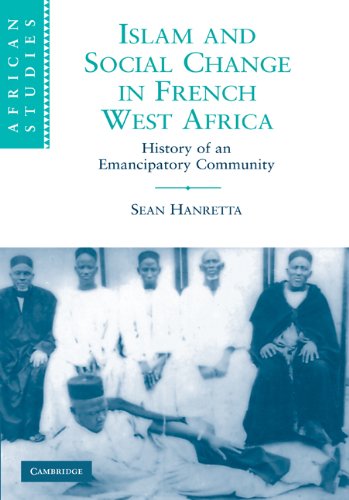 AFRICAN
STUDIES
ISLAM AND
SOCIAL CHANGE
IN FRENCH
WEST AFRICA
History of an
Emancipatory Community
SEAN HANRETTA
CAMBRIDGE